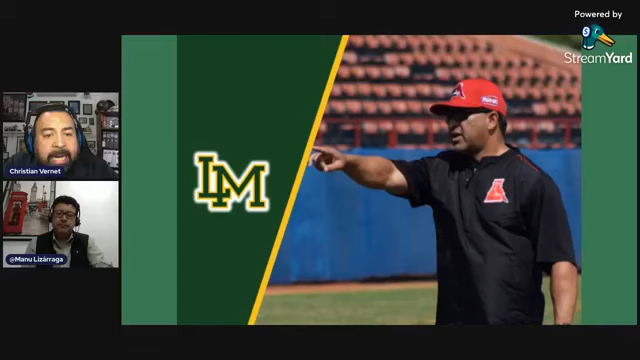 Powered by
StreamYard
Christian Vernet
@Manu Lizárraga
LM